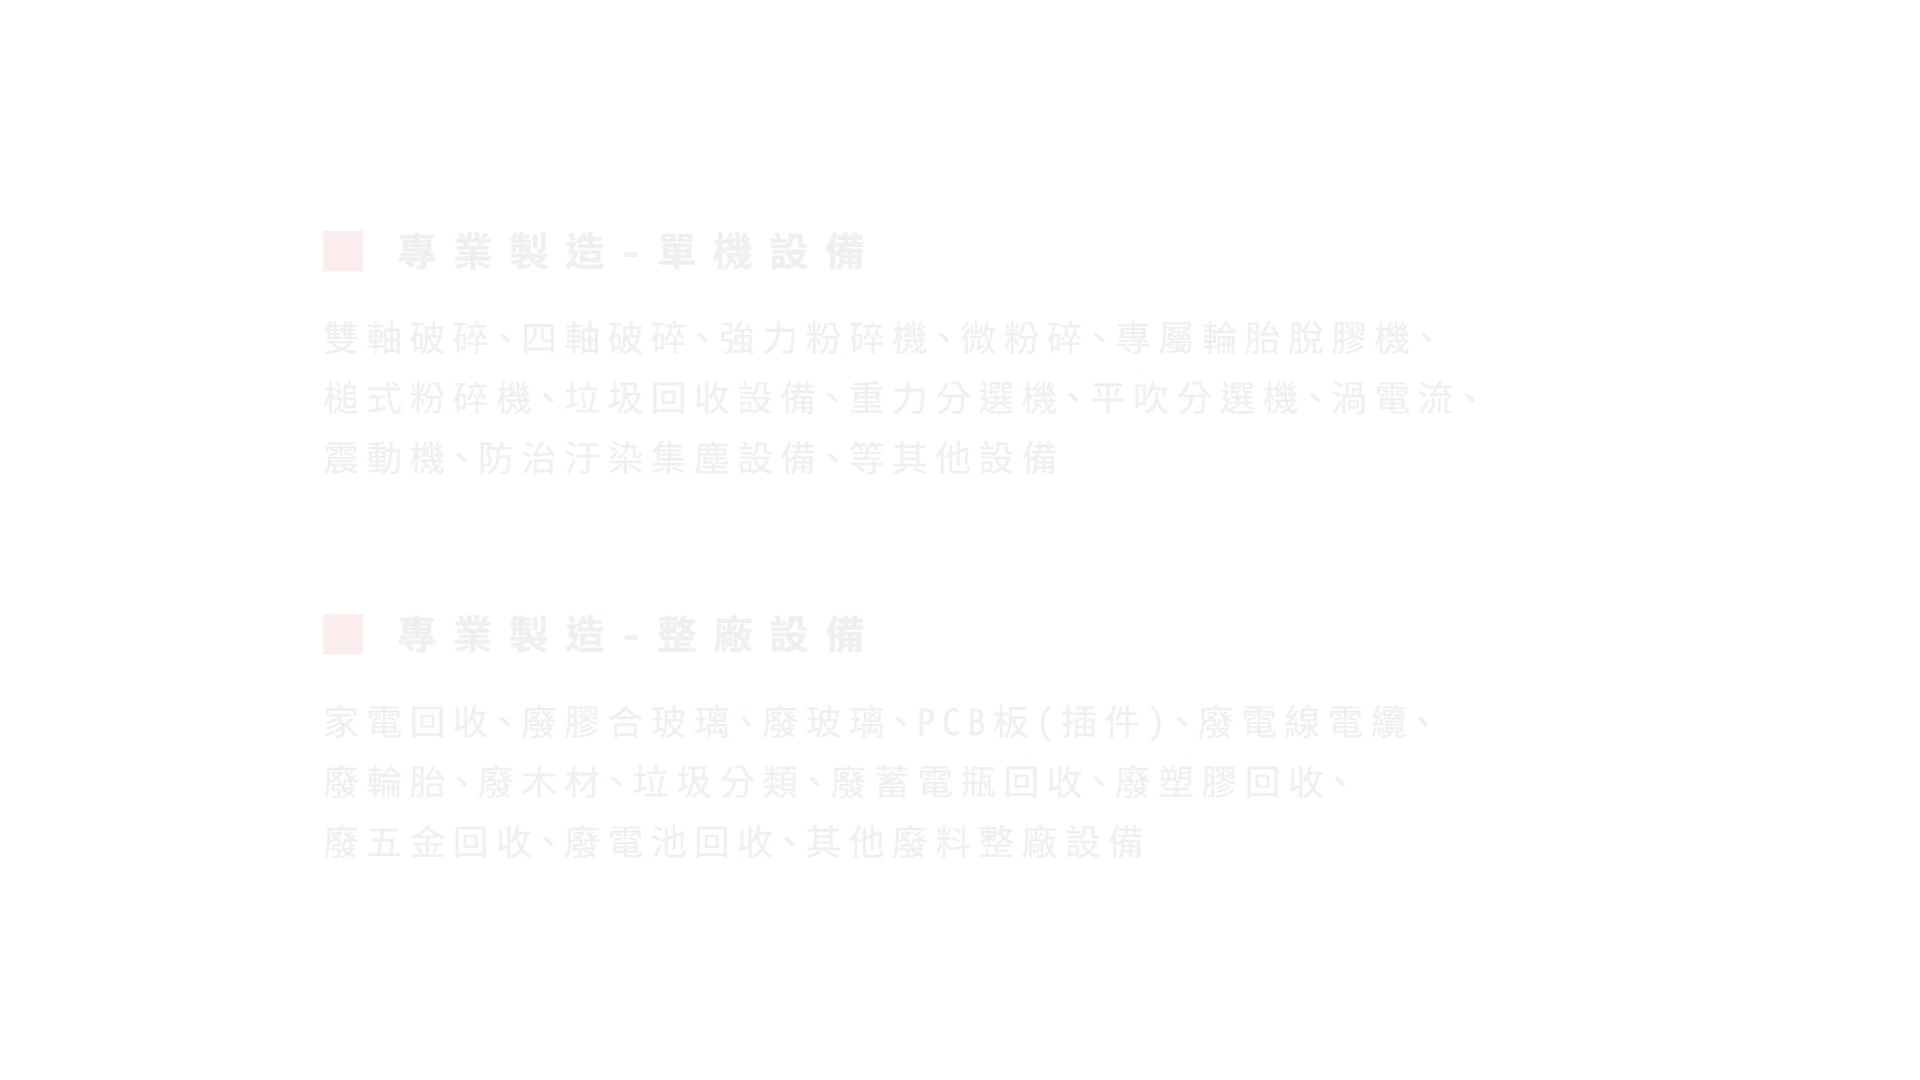 專業製造-單機設備
雙軸破碎、四軸破碎、強力粉碎機、微粉碎、專屬輪胎脫膠機、
槌式粉碎機、垃圾回收設備、重力分選機、平吹分選機、渦電流、
震動機、防治汙染集塵設備、等其他設備
專業製造-整廠設備
家電回收、廢膠合玻璃、廢玻璃、PCB板(插件)、廢電線電纜、
廢輪胎、廢木材、垃圾分類、廢蓄電瓶回收、廢塑膠回收、
廢五金回收、廢電池回收、其他廢料整廠設備